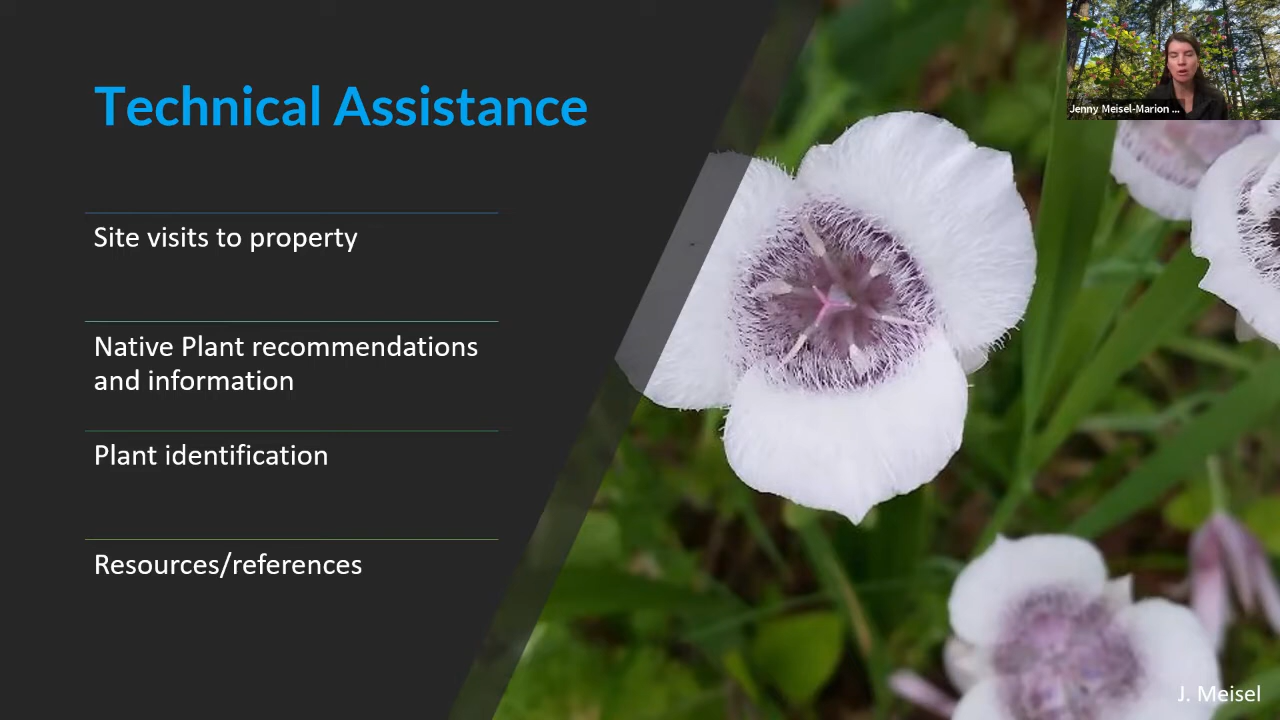 Technical Assistance
Site visits to property
Native Plant recommendations
and information
Plant identification
Resources/references
Jenny Meisel-Marion ...
J. Meisel